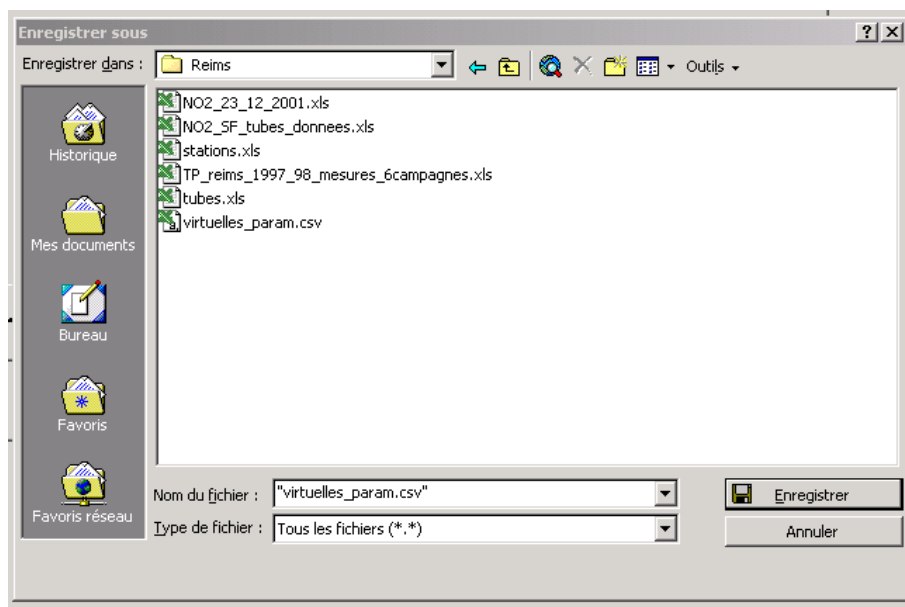 Enregistrer sous
Enregistrer dans : Reims Outils
NO2_23_12_2001.xls
NO2_SF_tubes_donnees.xls
stations.xls
TP_reims_1997_98_mesures_6campagnes.xls
tubes.xls
virtuelles_param.csv
Historique
Mes documents
Bureau
Favoris
Favoris réseau
Nom du fichier : "virtuelles_param.csv" Enregistrer
Type de fichier : Tous les fichiers (*.*) Annuler